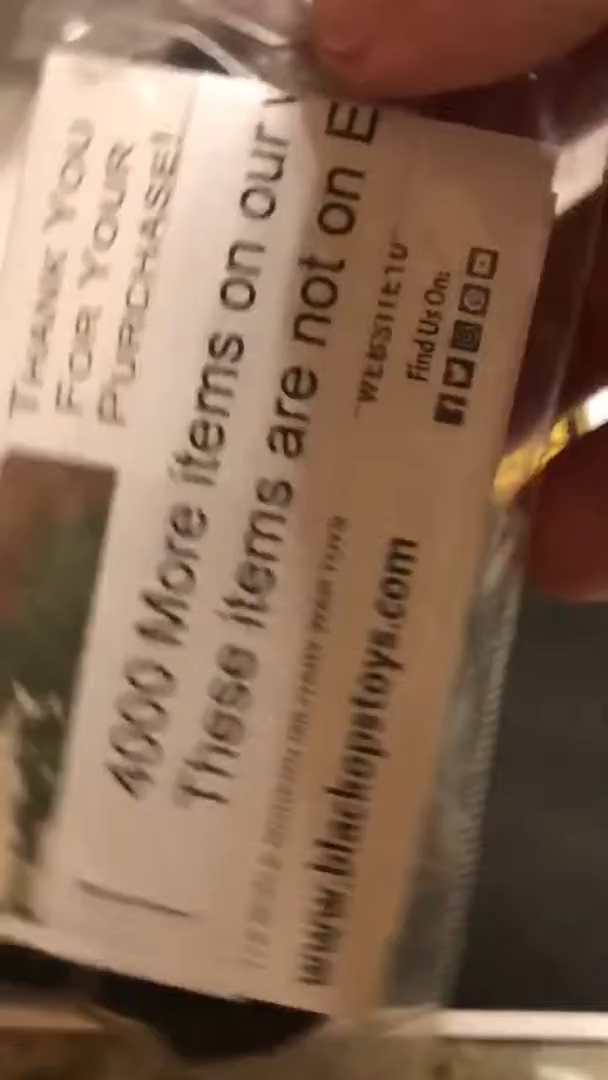 THANK YOU
FOR YOUR
PURCHASE!
4000 More items on our
These items are not on E
Find Us On:
www.blackopstoys.com